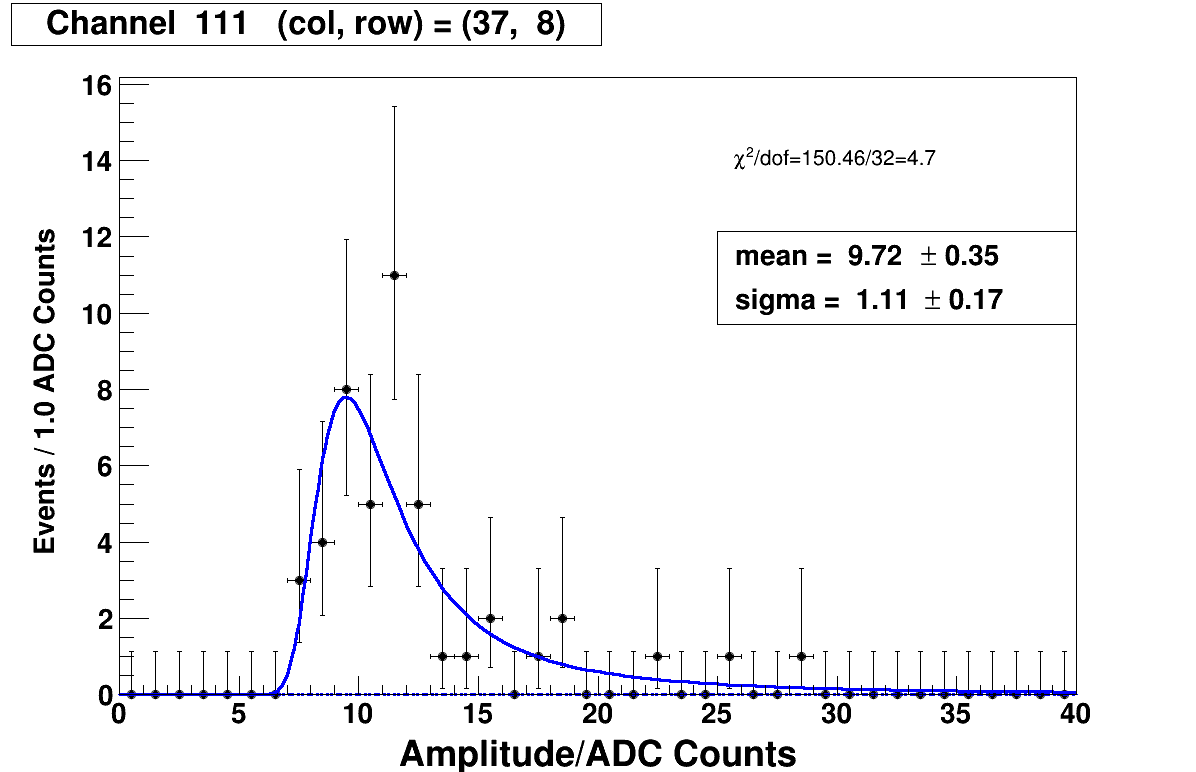 Channel 111 (col, row) = (37, 8)
Events / 1.0 ADC Counts
16
14
12
10
8
6
4
2
0
χ²/dof=150.46/32=4.7
mean = 9.72 ± 0.35
sigma = 1.11 ± 0.17
0 5 10 15 20 25 30 35 40
Amplitude/ADC Counts